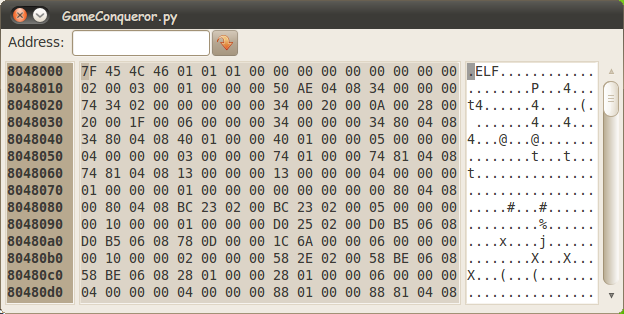 GameConqueror.py
Address:
8048000 7F 45 4C 46 01 01 01 00 00 00 00 00 00 00 00 00 .ELF............
8048010 02 00 03 00 01 00 00 00 50 AE 04 08 34 00 00 00 ........P...4...
8048020 74 34 02 00 00 00 00 00 34 00 20 00 0A 00 28 00 t4......4. ...(.
8048030 20 00 1F 00 06 00 00 00 34 00 00 00 34 80 04 08  .......4...4...
8048040 34 80 04 08 40 01 00 00 40 01 00 00 05 00 00 00 4...@...@.......
8048050 04 00 00 00 03 00 00 00 74 01 00 00 74 81 04 08 ........t...t...
8048060 74 81 04 08 13 00 00 00 13 00 00 00 04 00 00 00 t...............
8048070 01 00 00 00 01 00 00 00 00 00 00 00 00 80 04 08 ................
8048080 00 80 04 08 BC 23 02 00 BC 23 02 00 05 00 00 00 .....#...#......
8048090 00 10 00 00 01 00 00 00 D0 25 02 00 D0 B5 06 08 .........%......
80480a0 D0 B5 06 08 78 0D 00 00 1C 6A 00 00 06 00 00 00 ....x....j......
80480b0 00 10 00 00 02 00 00 00 58 2E 02 00 58 BE 06 08 ........X...X...
80480c0 58 BE 06 08 28 01 00 00 28 01 00 00 06 00 00 00 X...(...(.......
80480d0 04 00 00 00 04 00 00 00 88 01 00 00 88 81 04 08 ................